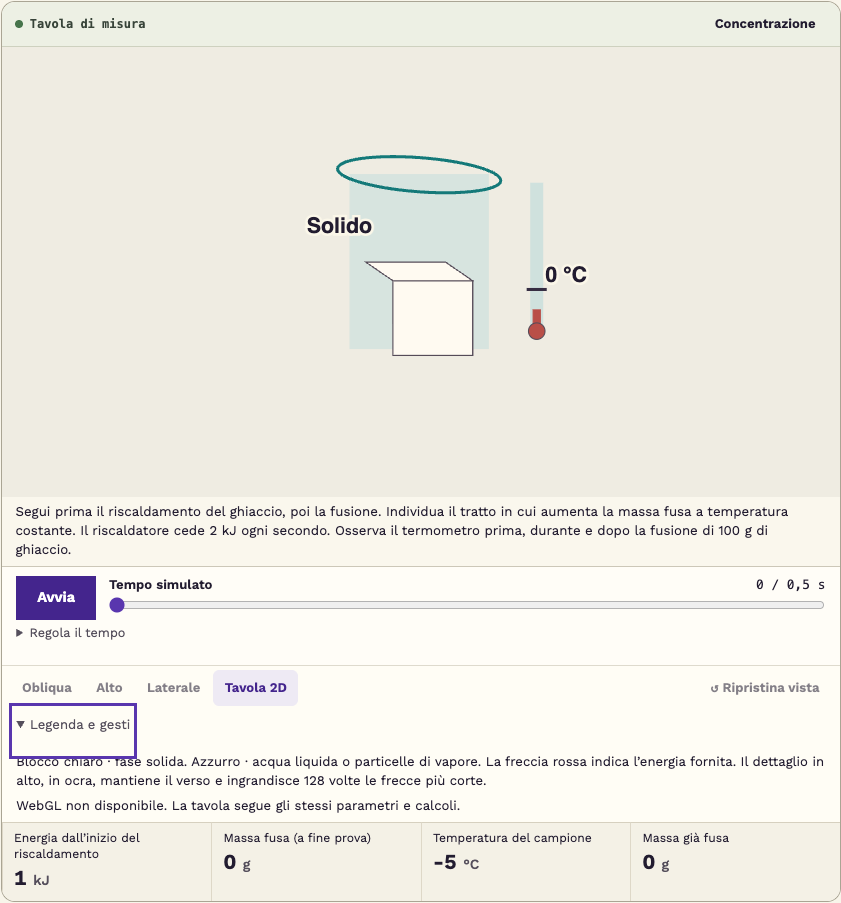 Tavola di misura
Concentrazione
Solido
0 °C
Segui prima il riscaldamento del ghiaccio, poi la fusione. Individua il tratto in cui aumenta la massa fusa a temperatura
costante. Il riscaldatore cede 2 kJ ogni secondo. Osserva il termometro prima, durante e dopo la fusione di 100 g di
ghiaccio.
Avvia
Tempo simulato
0 / 0,5 s
Regola il tempo
Obliqua
Alto
Laterale
Tavola 2D
↺ Ripristina vista
Legenda e gesti
Blocco chiaro · fase solida. Azzurro · acqua liquida o particelle di vapore. La freccia rossa indica l’energia fornita. Il dettaglio in
alto, in ocra, mantiene il verso e ingrandisce 128 volte le frecce più corte.
WebGL non disponibile. La tavola segue gli stessi parametri e calcoli.
Energia dall’inizio del
riscaldamento
1 kJ
Massa fusa (a fine prova)
0 g
Temperatura del campione
-5 °C
Massa già fusa
0 g